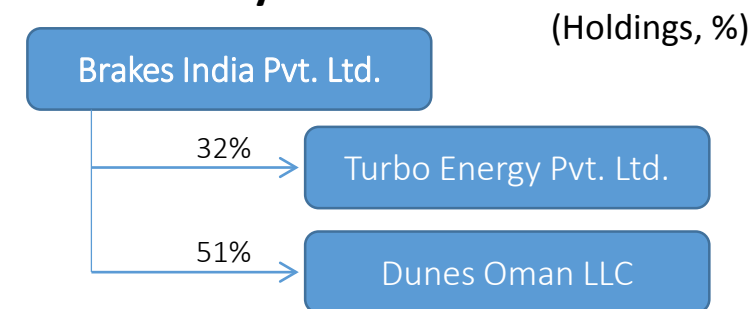 (Holdings, %)
Brakes India Pvt. Ltd.
32%
Turbo Energy Pvt. Ltd.
51%
Dunes Oman LLC